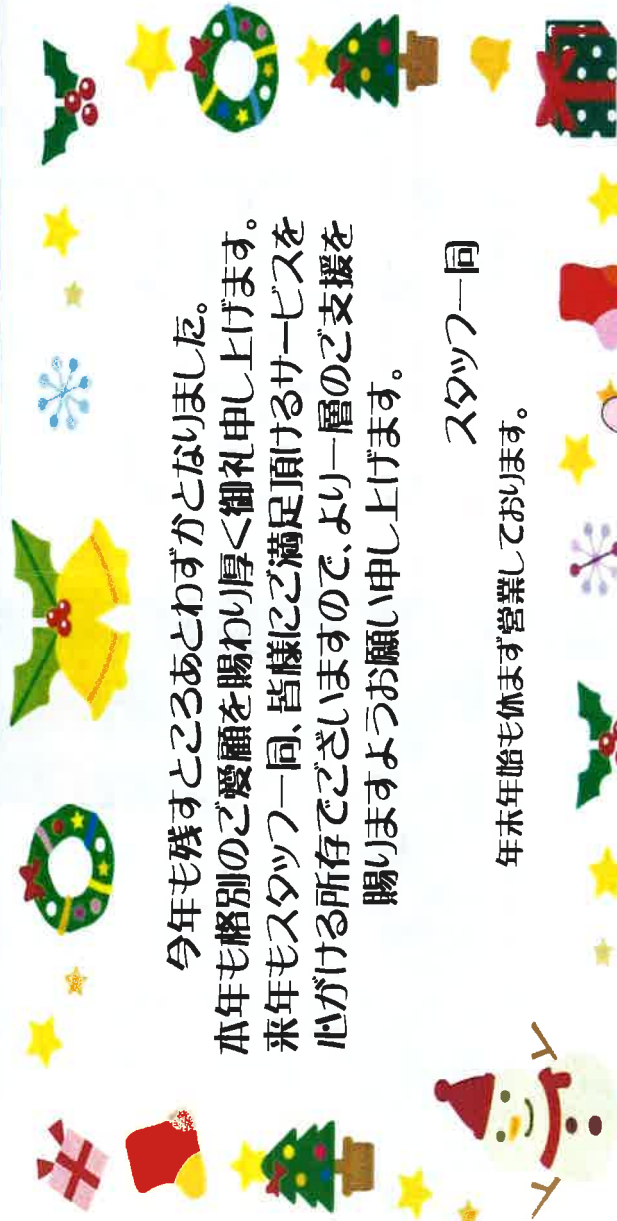 今年も残すところあとわずかとなりました。
本年も格別のご愛顧を賜わり厚く御礼申し上げます。
来年もスタッフ一同、皆様にご満足頂けるサービスを
心がける所存でございますので、より一層のご支援を
賜りますようお願い申し上げます。
スタッフ一同
年末年始も休まず営業しております。